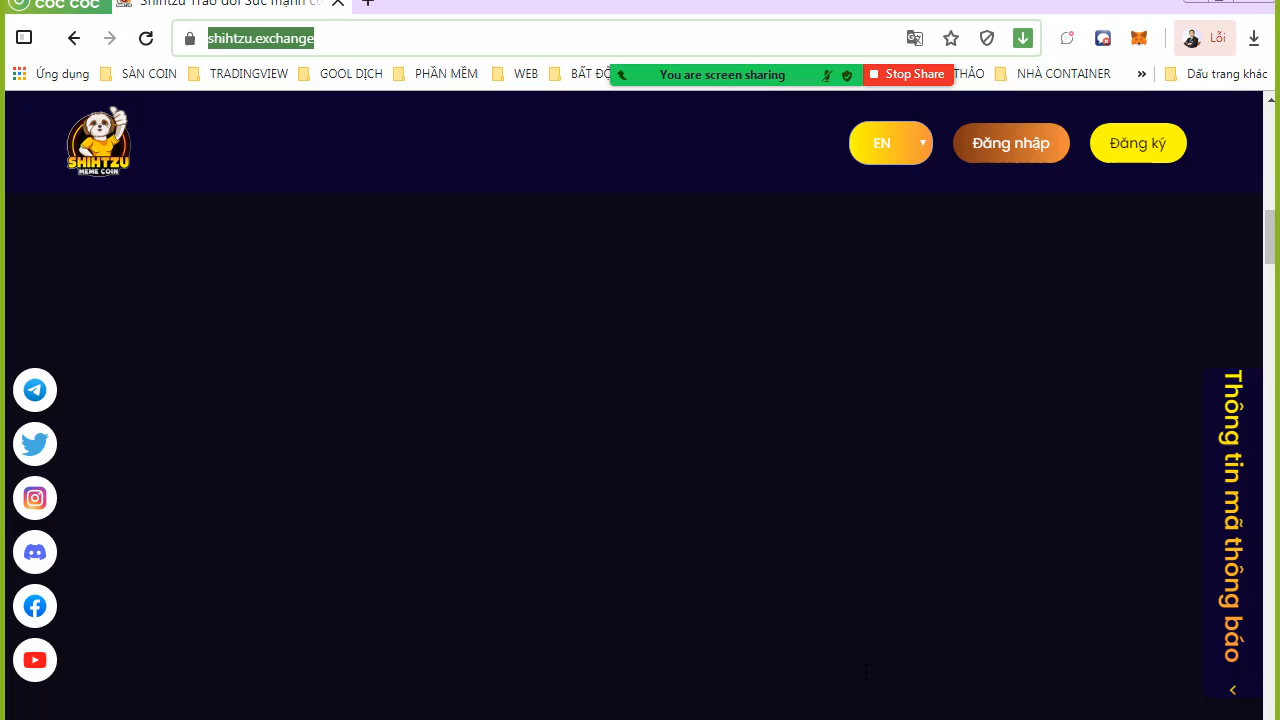 cốc cốc
Shihtzu Trao đổi Sức mạnh c
shihtzu.exchange
Lỗi
Ứng dụng
SÀN COIN
TRADINGVIEW
GOOL DỊCH
PHẦN MỀM
WEB
BẤT ĐỘ
You are screen sharing
Stop Share
THẢO
NHÀ CONTAINER
»
Dấu trang khác
SHIHTZU
MEME COIN
EN
Đăng nhập
Đăng ký
Thông tin mã thông báo